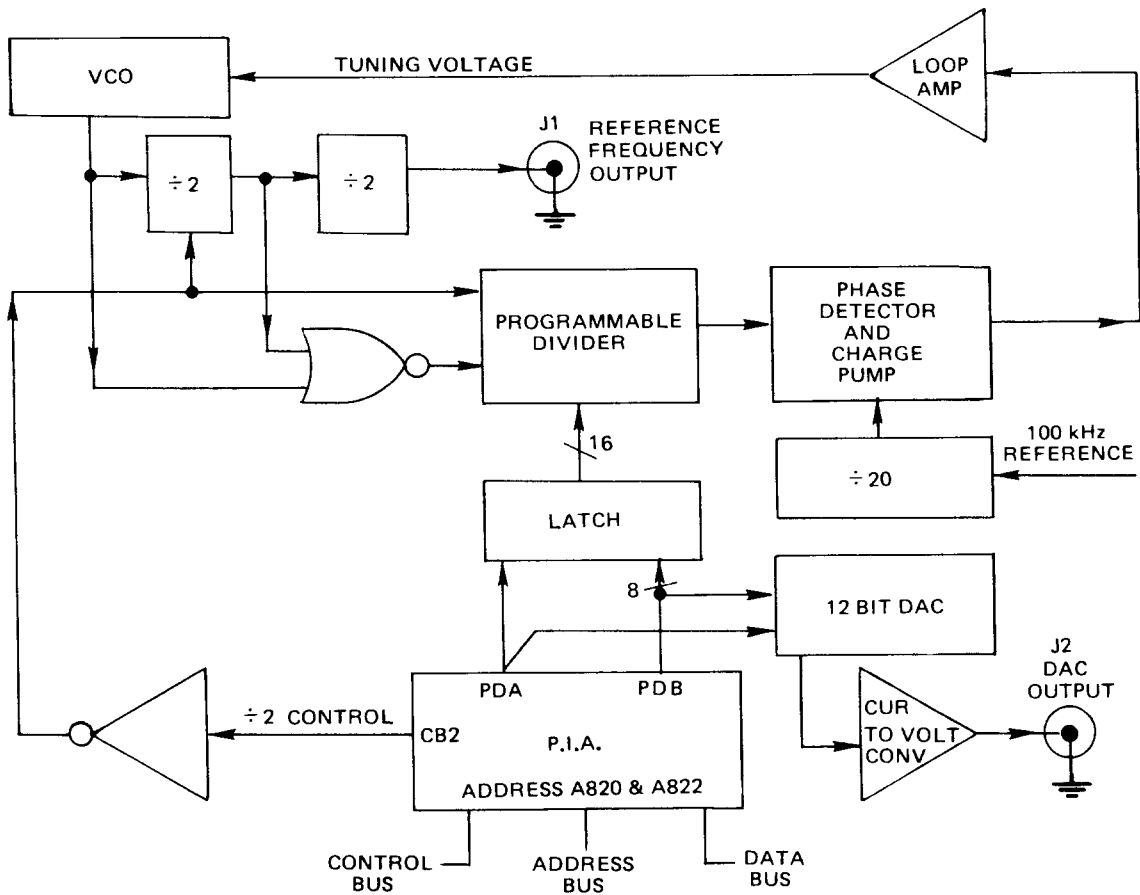 VCO
TUNING VOLTAGE
LOOP
AMP
÷2
÷2
J1
REFERENCE
FREQUENCY
OUTPUT
PROGRAMMABLE
DIVIDER
PHASE
DETECTOR
AND
CHARGE
PUMP
16
100 kHz
REFERENCE
÷20
LATCH
8
12 BIT DAC
PDA
PDB
J2
DAC
OUTPUT
÷2 CONTROL
CB2
P.I.A.
CUR
TO VOLT
CONV
ADDRESS A820 & A822
CONTROL
BUS
ADDRESS
BUS
DATA
BUS